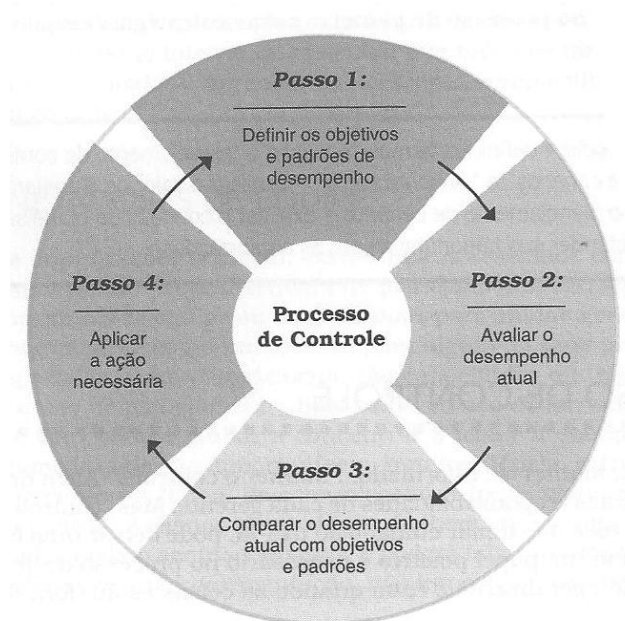 Passo 1:
Definir os objetivos
e padrões de
desempenho
Passo 2:
Avaliar o
desempenho
atual
Passo 3:
Comparar o desempenho
atual com objetivos
e padrões
Passo 4:
Aplicar
a ação
necessária
Processo
de Controle